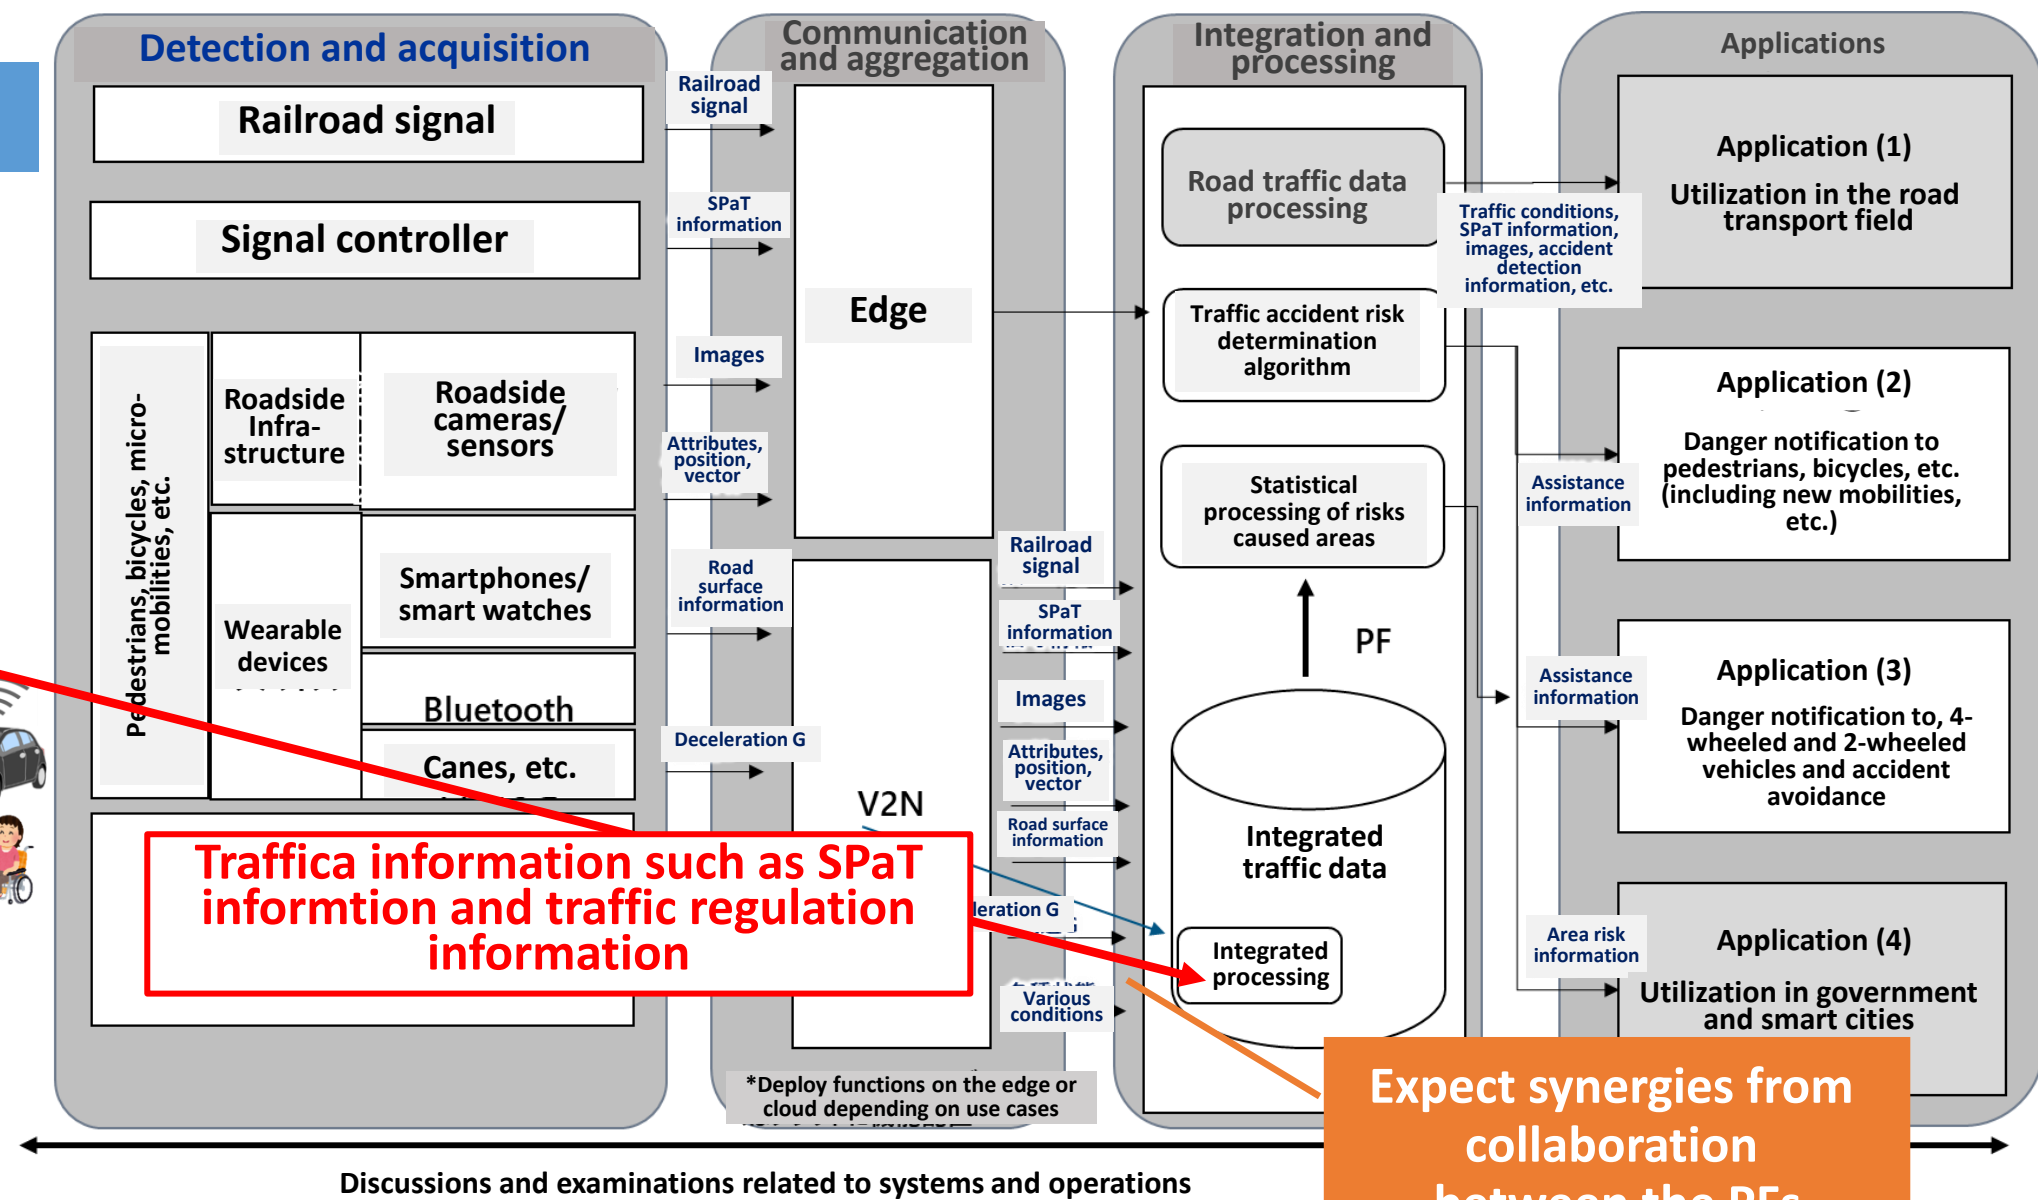 Detection and acquisition
Railroad signal
Signal controller
Pedestrians, bicycles, micro-
mobilities, etc.
Roadside
Infra-
structure
Roadside
cameras/
sensors
Wearable
devices
Smartphones/
smart watches
Bluetooth
Canes, etc.
Railroad
signal
SPaT
information
Images
Attributes,
position,
vector
Road
surface
information
Deceleration G
Communication
and aggregation
Edge
V2N
*Deploy functions on the edge or
cloud depending on use cases
Railroad
signal
SPaT
information
Images
Attributes,
position,
vector
Road surface
information
leration G
Various
conditions
Integration and
processing
Road traffic data
processing
Traffic accident risk
determination
algorithm
Statistical
processing of risks
caused areas
PF
Integrated
traffic data
Integrated
processing
Traffic conditions,
SPaT information,
images, accident
detection
information, etc.
Assistance
information
Assistance
information
Area risk
information
Applications
Application (1)
Utilization in the road
transport field
Application (2)
Danger notification to
pedestrians, bicycles, etc.
(including new mobilities,
etc.)
Application (3)
Danger notification to, 4-
wheeled and 2-wheeled
vehicles and accident
avoidance
Application (4)
Utilization in government
and smart cities
Traffica information such as SPaT
informtion and traffic regulation
information
Expect synergies from
collaboration
between the PFs
Discussions and examinations related to systems and operations